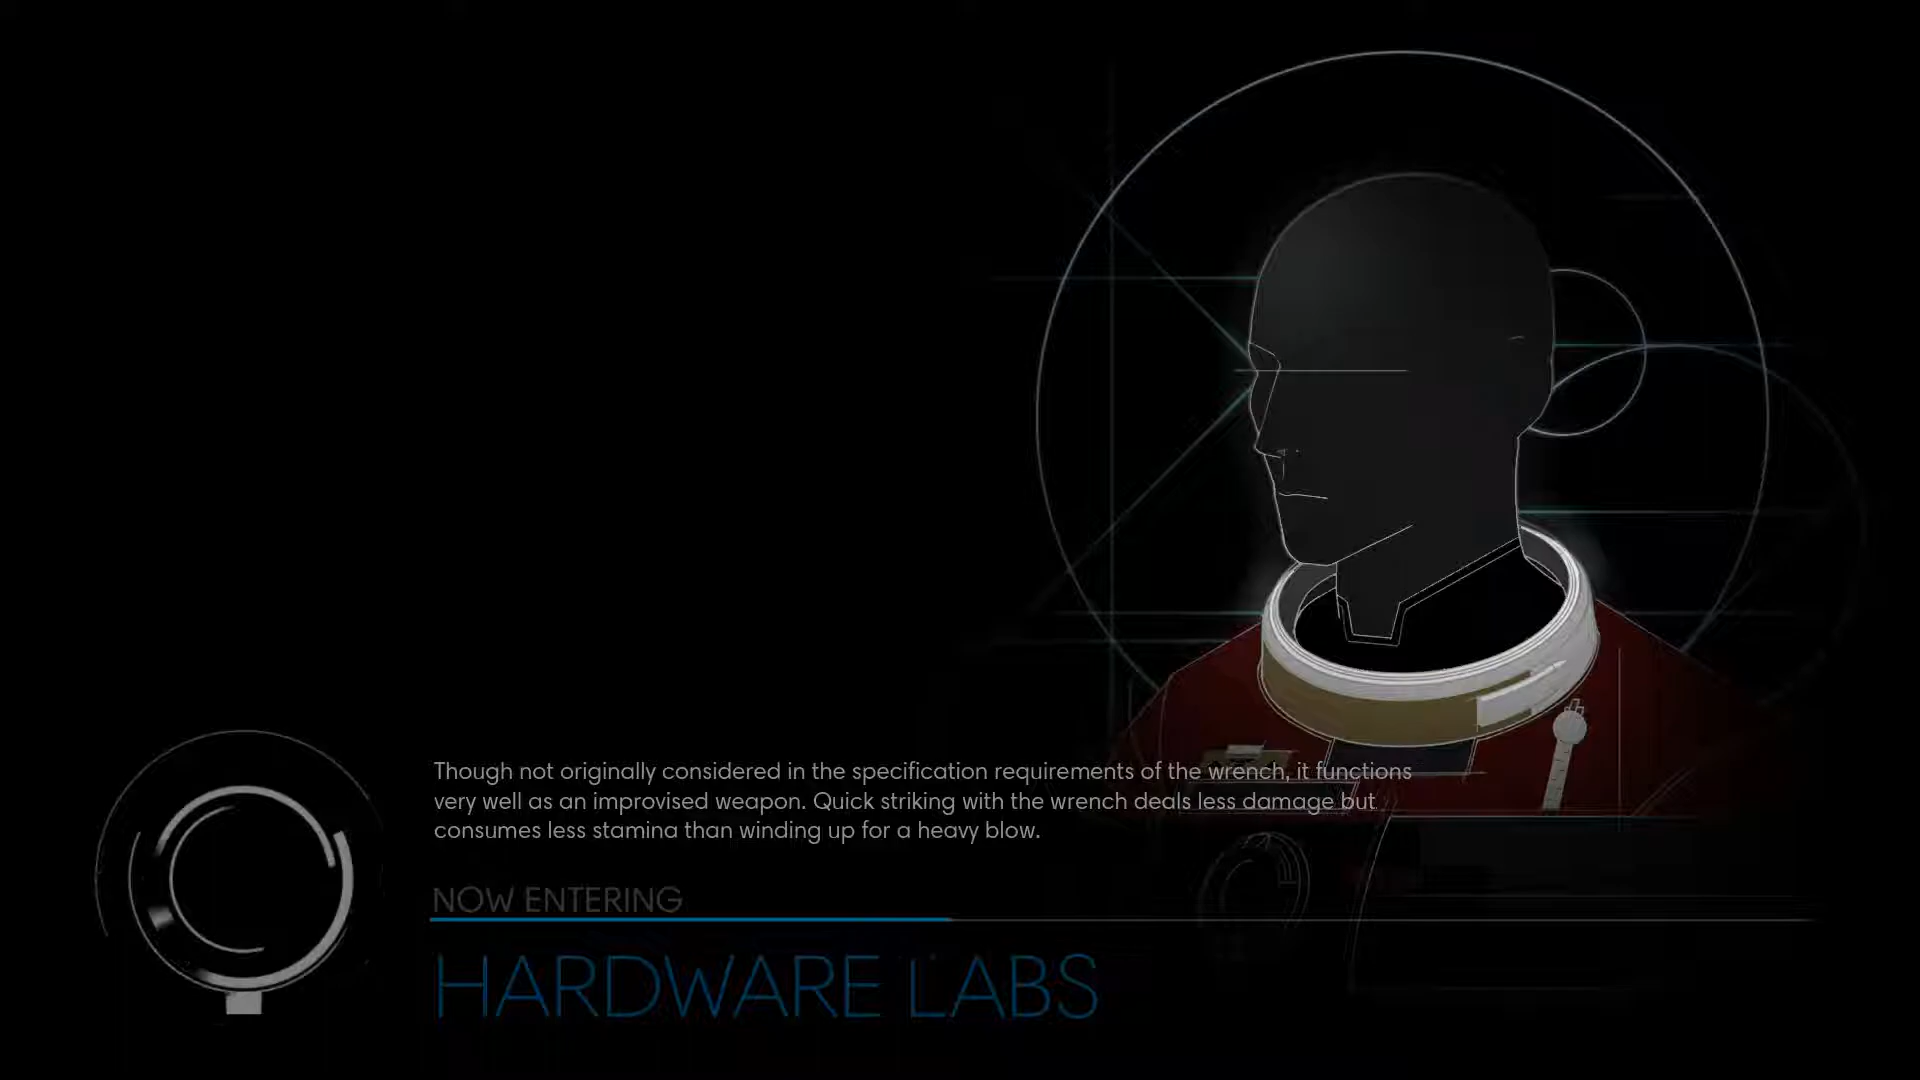 Though not originally considered in the specification requirements of the wrench, it functions
very well as an improvised weapon. Quick striking with the wrench deals less damage but
consumes less stamina than winding up for a heavy blow.
NOW ENTERING
HARDWARE LABS